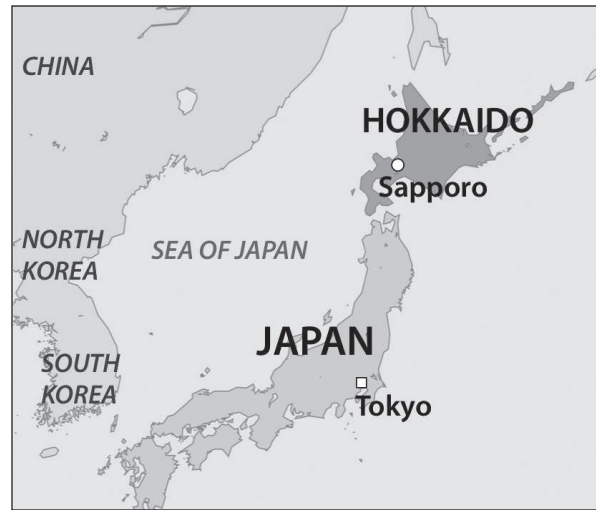 CHINA
HOKKAIDO
Sapporo
NORTH
KOREA
SEA OF JAPAN
JAPAN
SOUTH
KOREA
Tokyo